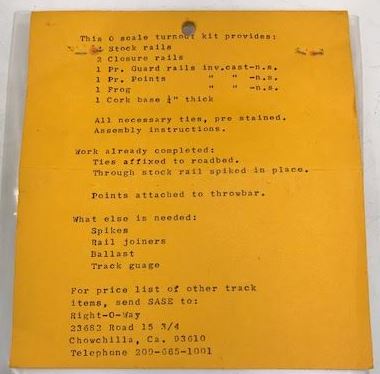 This O scale turnout kit provides:
Stock rails
2 Closure rails
1 Pr. Guard rails inv.cast-n.s.
1 Pr. Points " " -n.s.
1 Frog " " -n.s.
1 Cork base ¼" thick
All necessary ties, pre stained.
Assembly instructions.
Work already completed:
Ties affixed to roadbed.
Through stock rail spiked in place.
Points attached to throwbar.
What else is needed:
Spikes
Rail joiners
Ballast
Track guage
For price list of other track
items, send SASE to:
Right-O-Way
23682 Road 15 3/4
Chowchilla, Ca. 93610
Telephone 209-665-1001